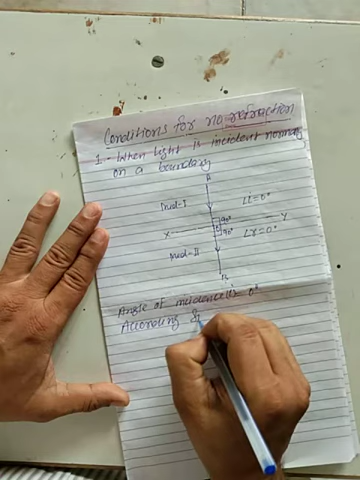 Conditions for no refraction
1.- When light is incident normaly
on a boundary
A
med-I
∠i=0°
90°
X
Y
90°
∠r=0°
med-II
B
Angle of incidence is 0°
According